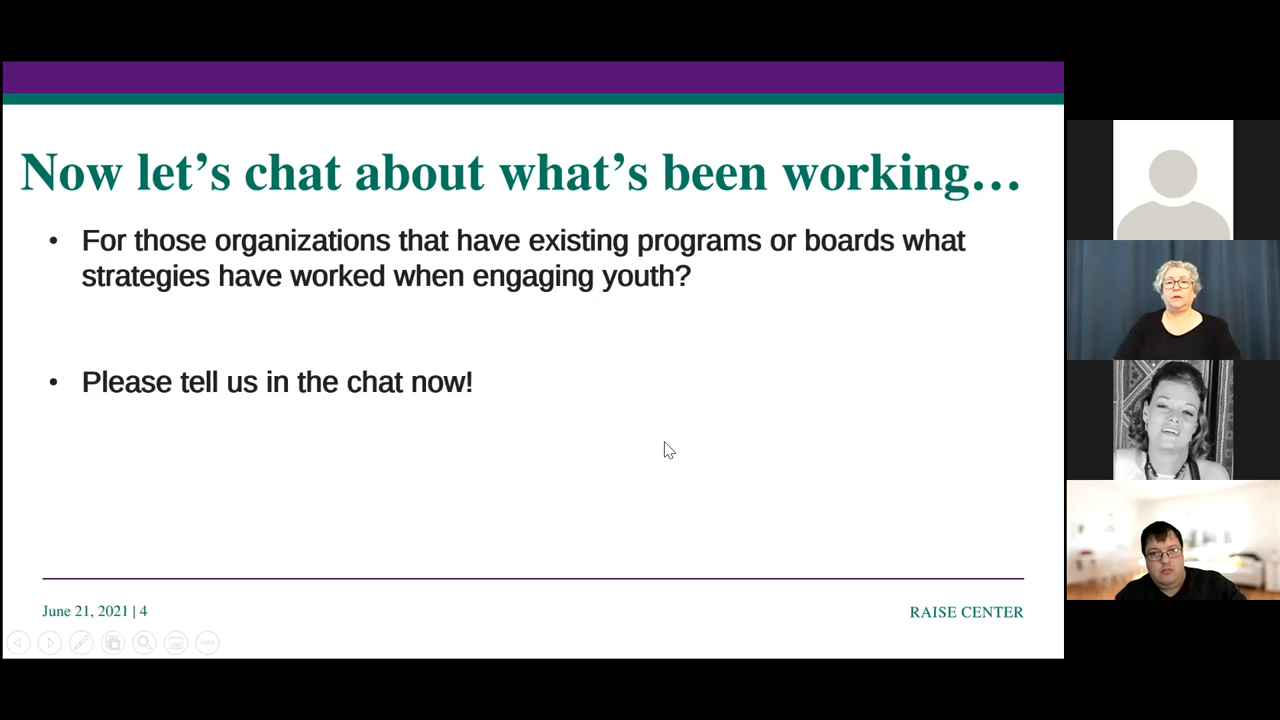 Now let’s chat about what’s been working…
• For those organizations that have existing programs or boards what
strategies have worked when engaging youth?
• Please tell us in the chat now!
June 21, 2021 | 4
RAISE CENTER